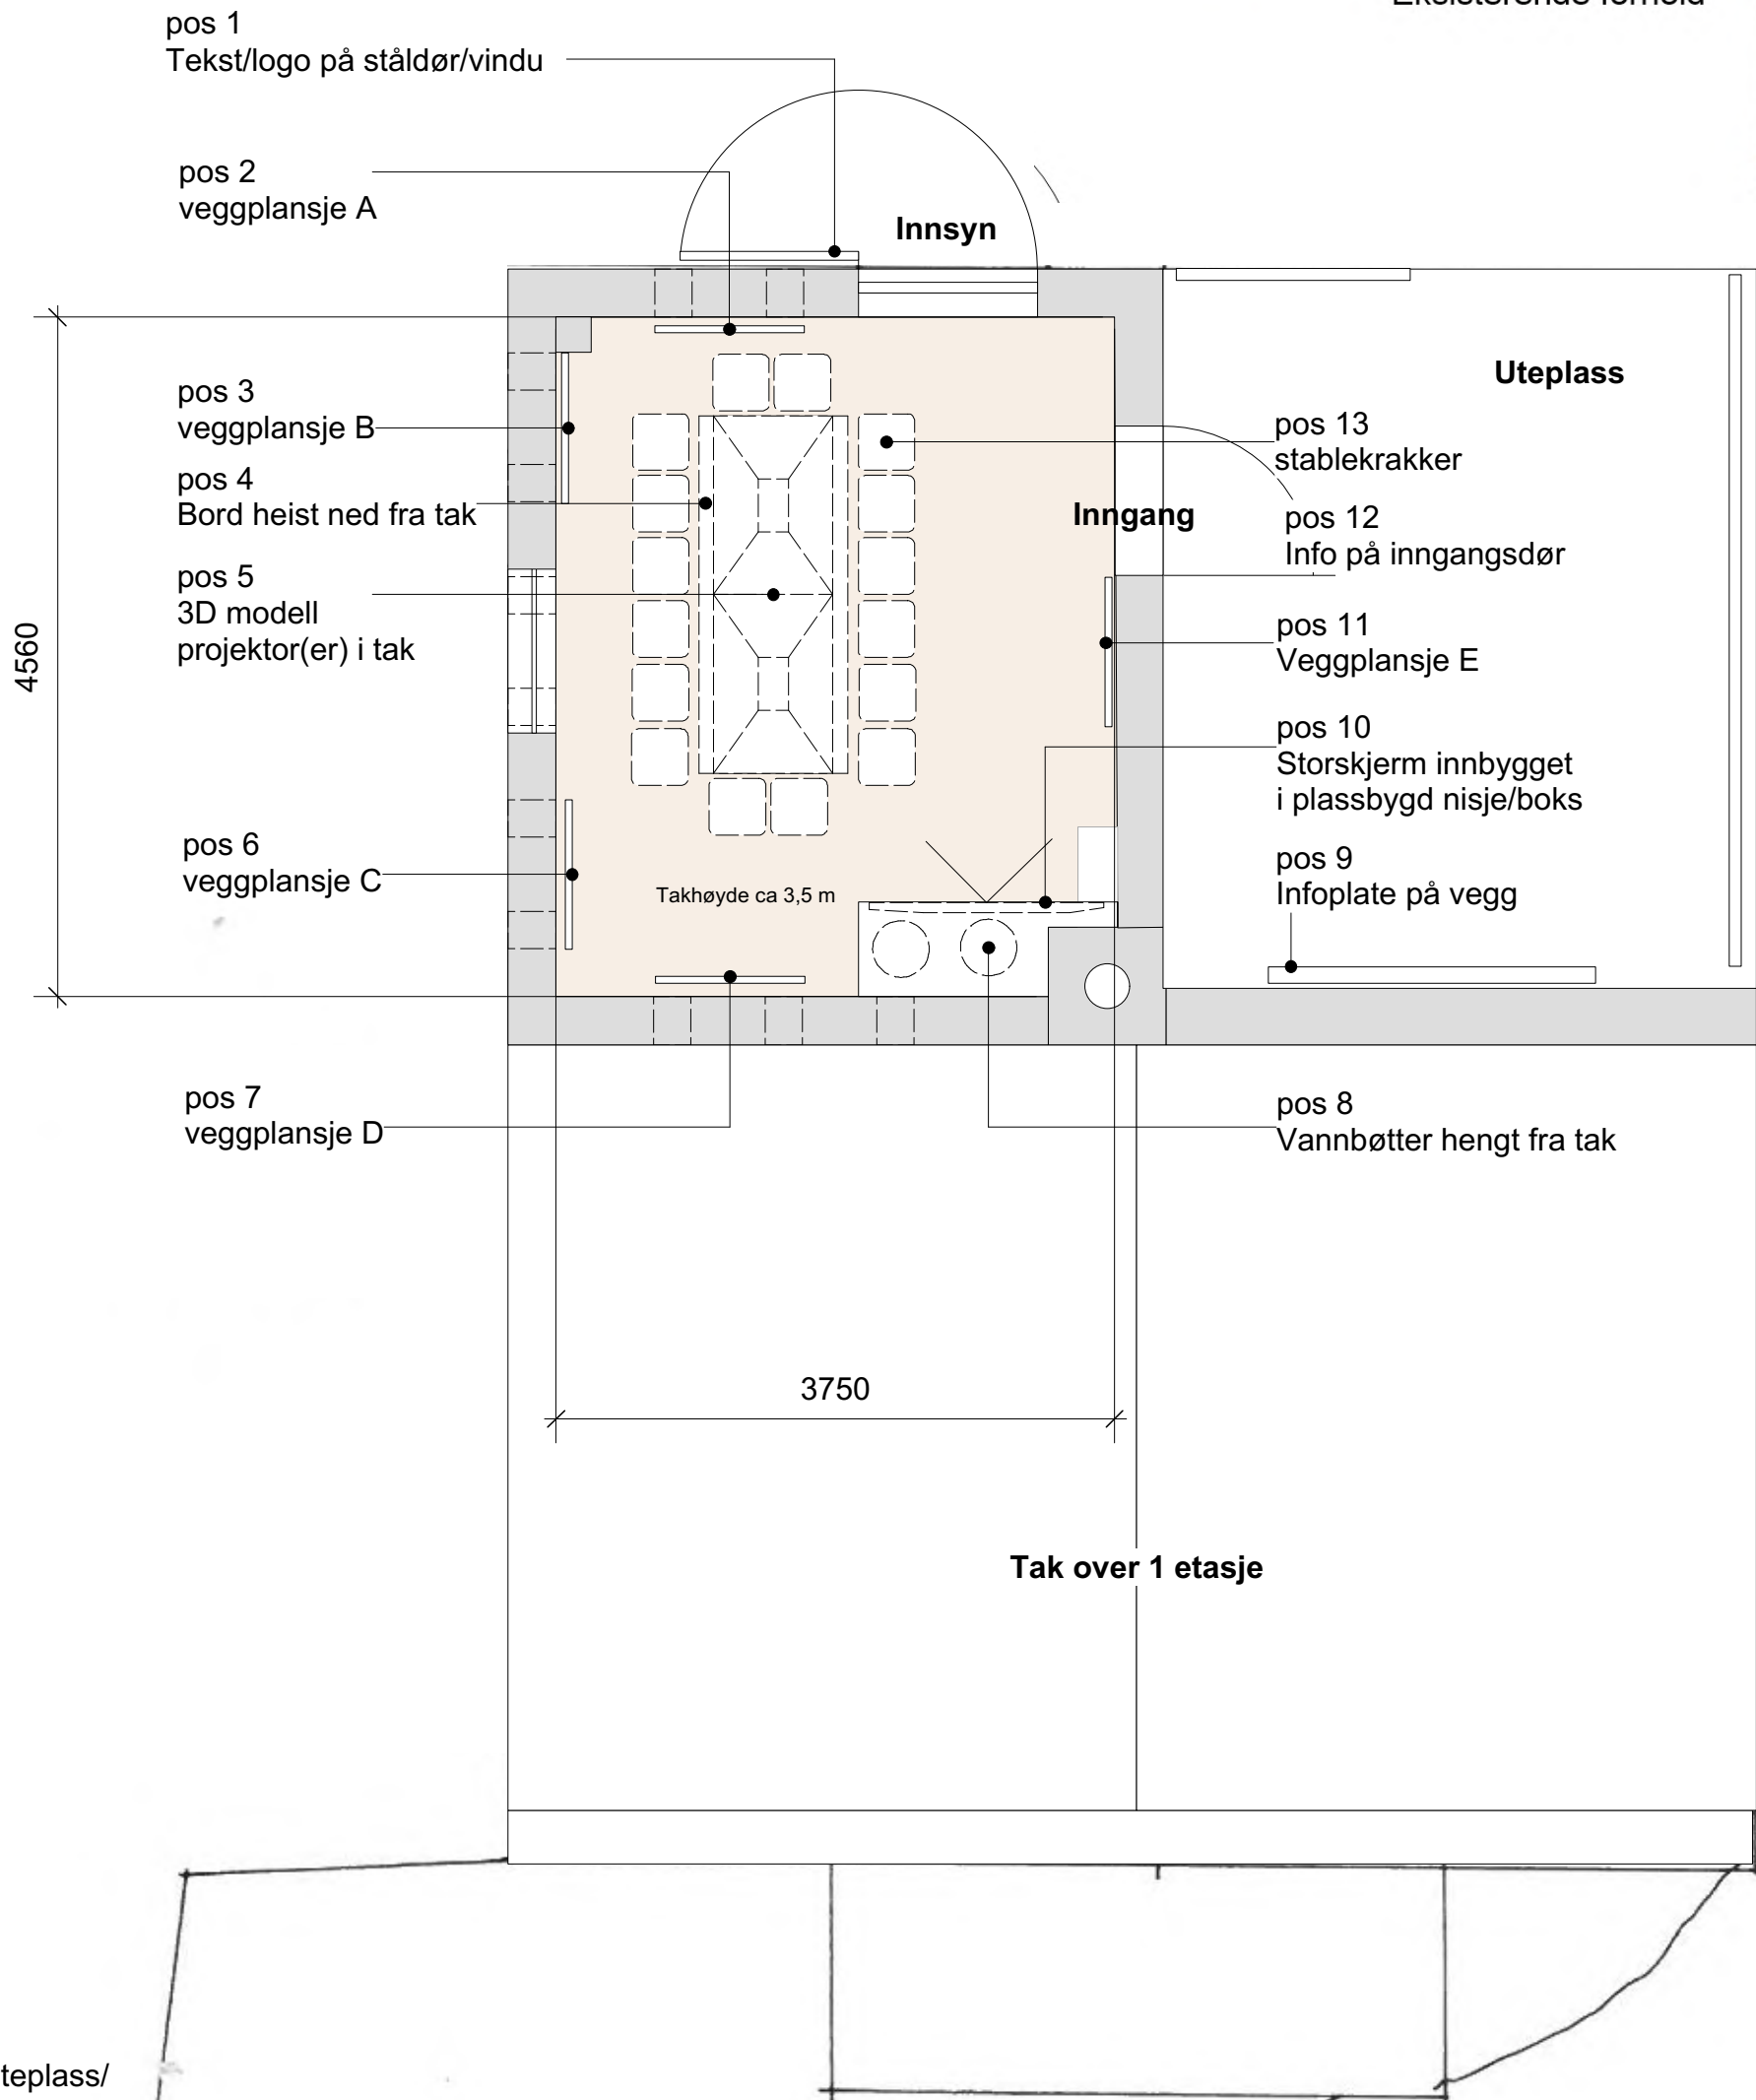 pos 1
Tekst/logo på ståldør/vindu
pos 2
veggplansje A
Innsyn
pos 3
veggplansje B
pos 4
Bord heist ned fra tak
pos 5
3D modell
projektor(er) i tak
4560
pos 6
veggplansje C
Takhøyde ca 3,5 m
pos 7
veggplansje D
Uteplass
pos 13
stablekrakker
Inngang
pos 12
Info på inngangsdør
pos 11
Veggplansje E
pos 10
Storskjerm innbygget
i plassbygd nisje/boks
pos 9
Infoplate på vegg
pos 8
Vannbøtter hengt fra tak
3750
Tak over 1 etasje
teplass/